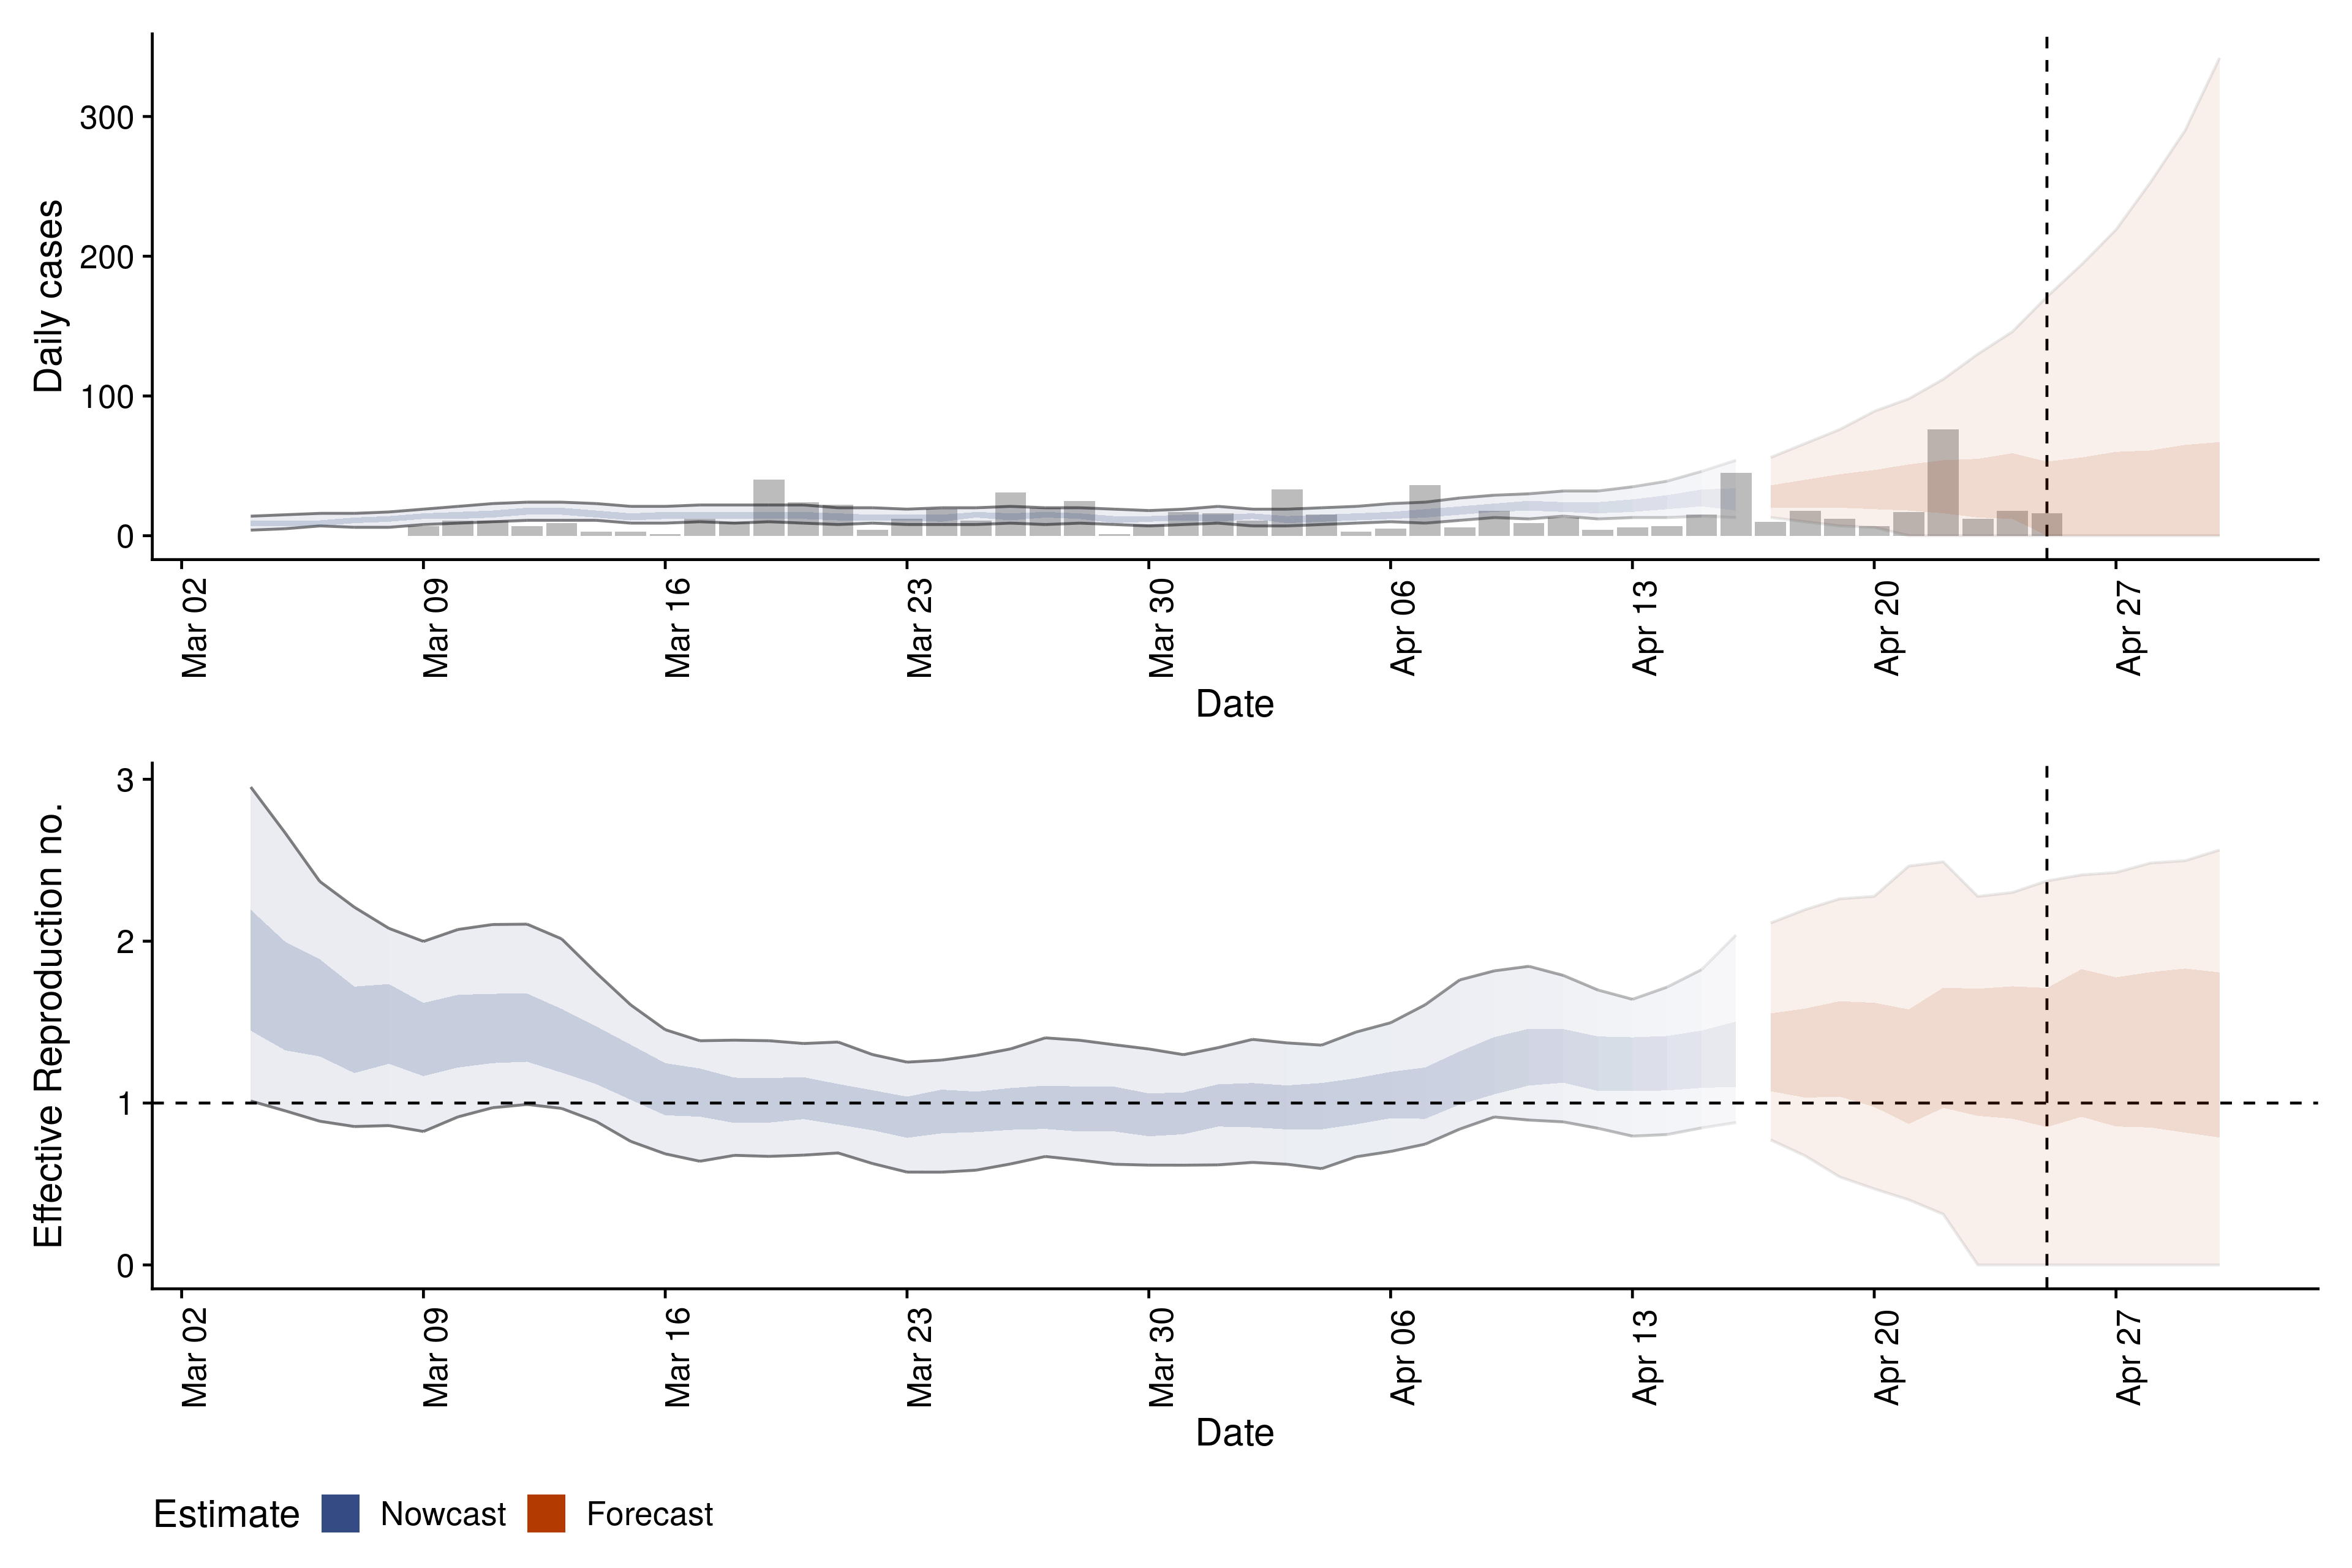 Daily cases
300
200
100
0
Mar 02
Mar 09
Mar 16
Mar 23
Mar 30
Apr 06
Apr 13
Apr 20
Apr 27
Date
Effective Reproduction no.
3
2
1
0
Mar 02
Mar 09
Mar 16
Mar 23
Mar 30
Apr 06
Apr 13
Apr 20
Apr 27
Date
Estimate Nowcast Forecast